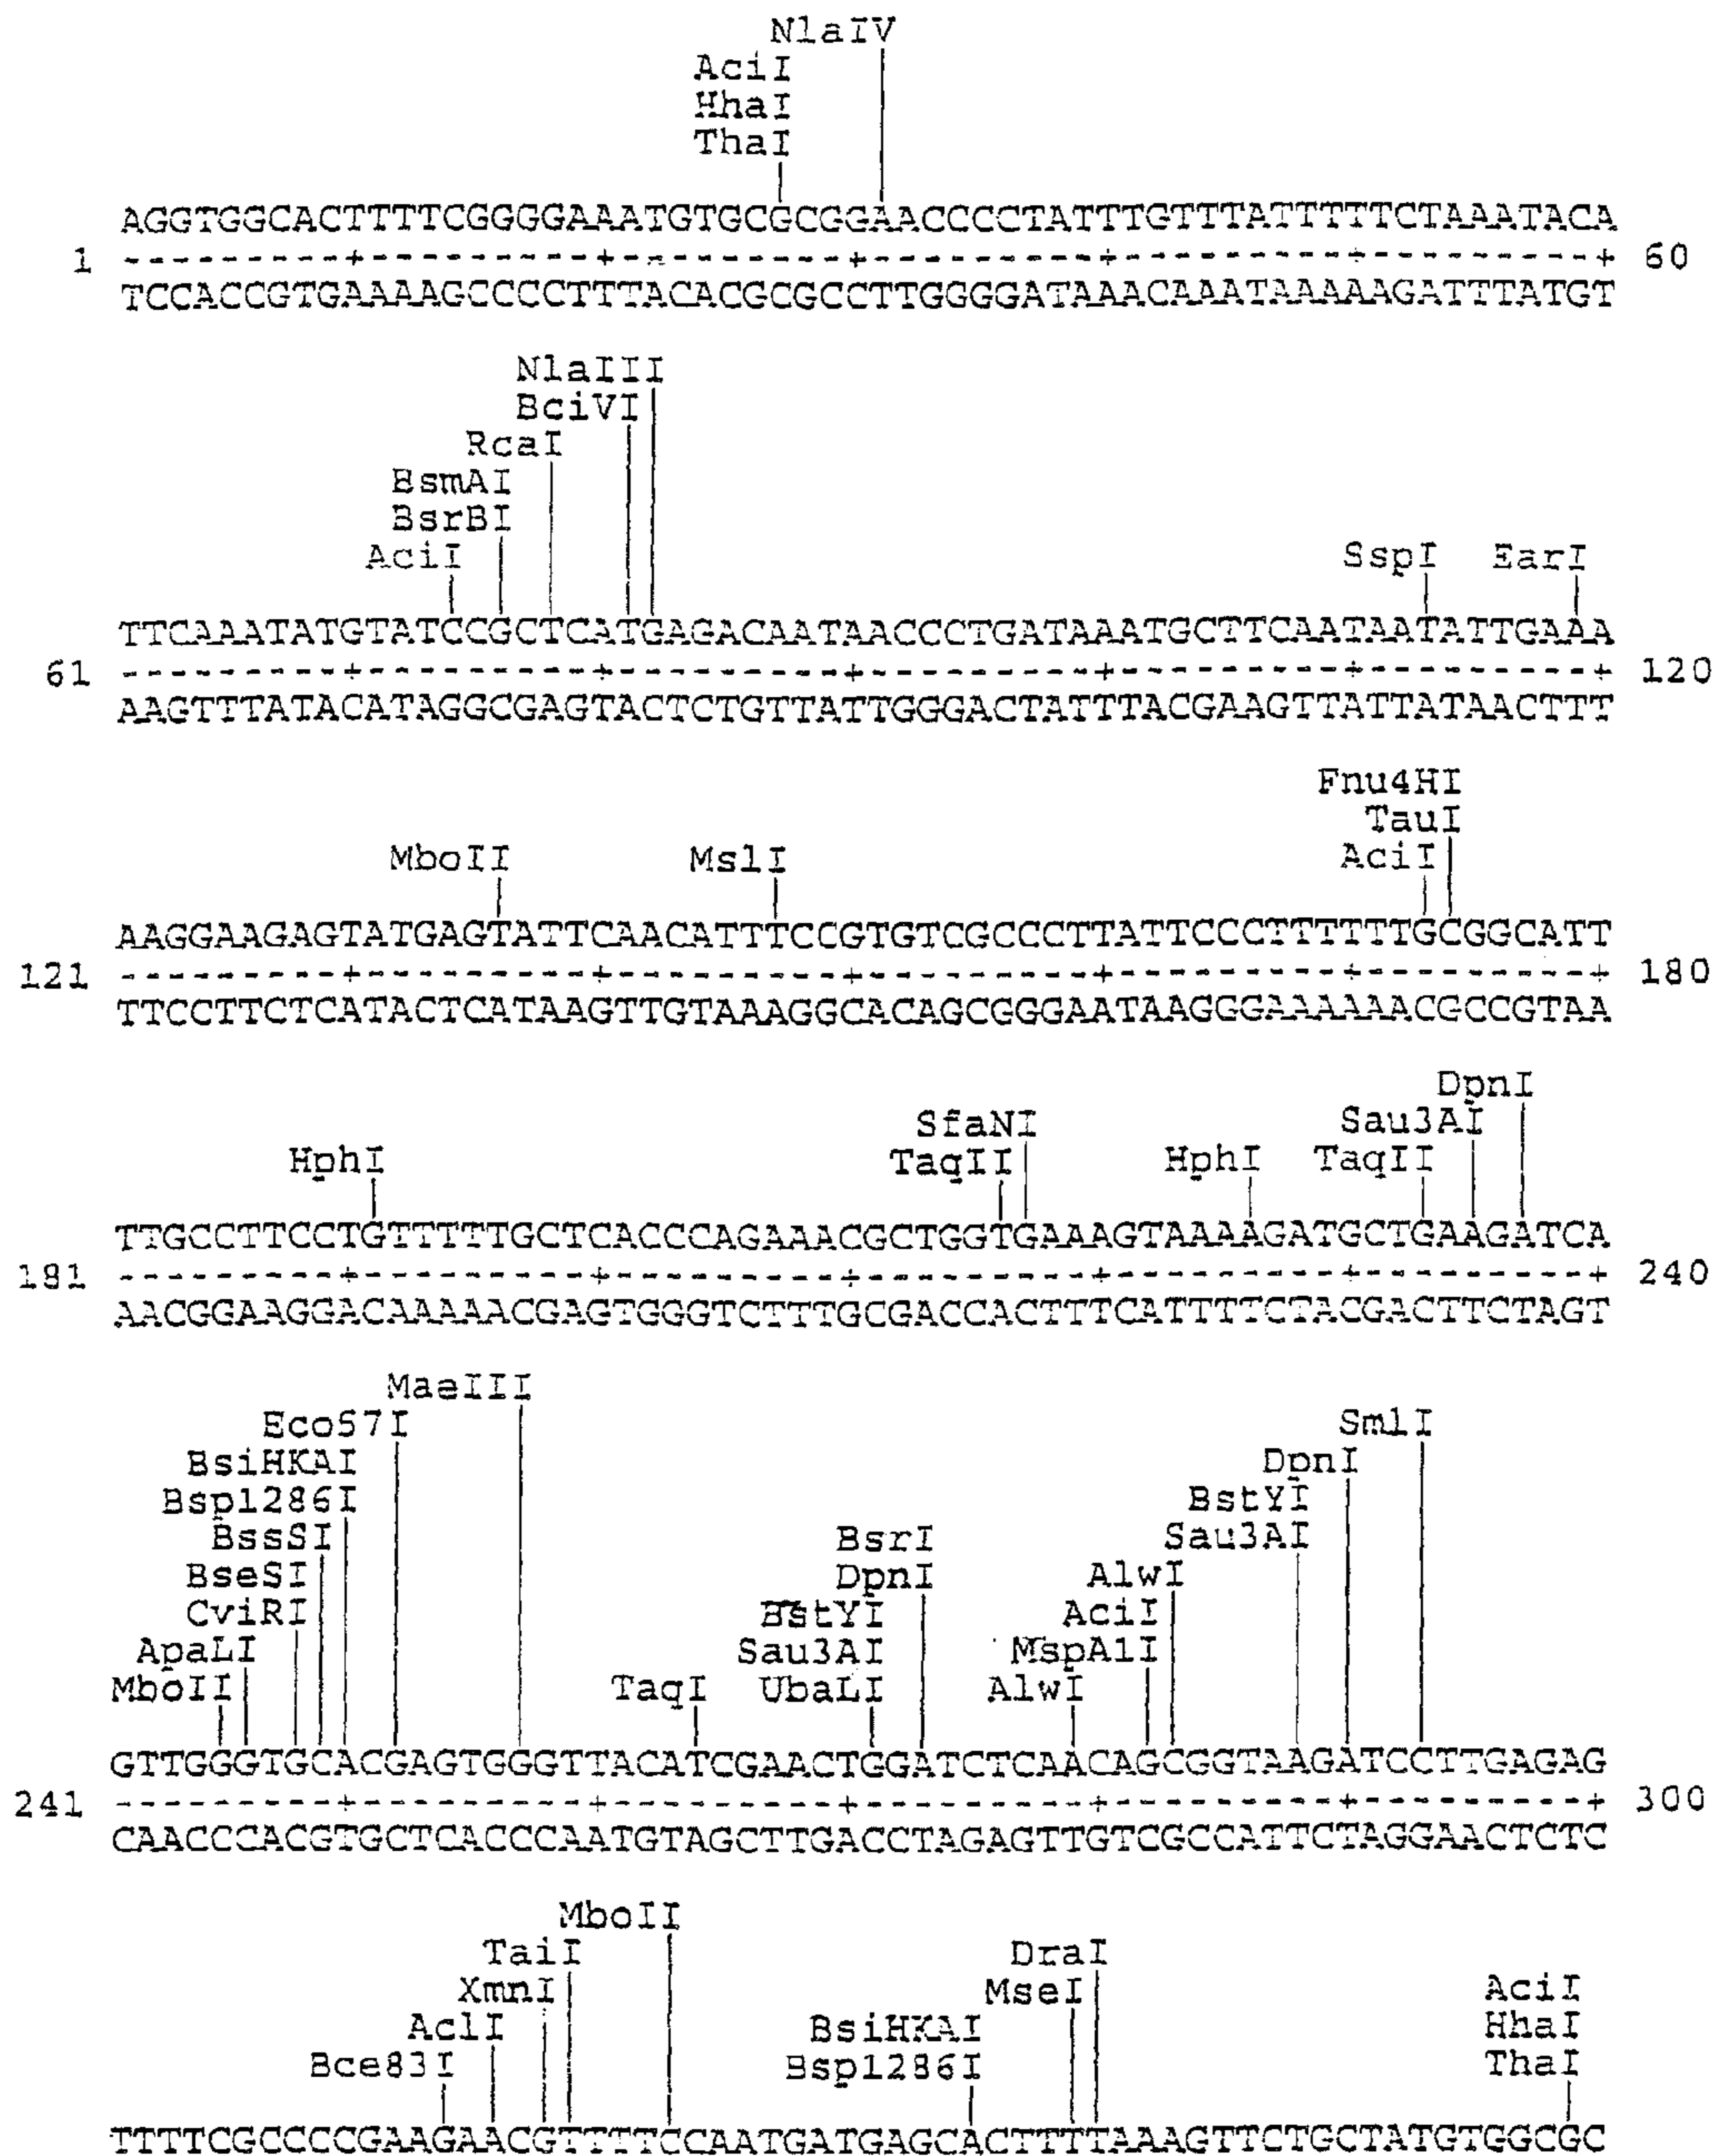 NlaIV
AciI
HhaI
ThaI
AGGTGGCACTTTTCGGGGAAATGTGCGCGGAACCCCTATTTGTTTATTTTTCTAAATACA
1 ---------+---------+---------+---------+---------+---------+ 60
TCCACCGTGAAAAGCCCCTTTACACGCGCCTTGGGGATAAACAAATAAAAAGATTTATGT
NlaIII
BciVI
RcaI
BsmAI
BsrBI
AciI SspI EarI
TTCAAATATGTATCCGCTCATGAGACAATAACCCTGATAAATGCTTCAATAATATTGAAA
61 ---------+---------+---------+---------+---------+---------+ 120
AAGTTTATACATAGGCGAGTACTCTGTTATTGGGACTATTTACGAAGTTATTATAACTTT
Fnu4HI
TauI
MboII MslI AciI
AAGGAAGAGTATGAGTATTCAACATTTCCGTGTCGCCCTTATTCCCTTTTTTGCGGCATT
121 ---------+---------+---------+---------+---------+---------+ 180
TTCCTTCTCATACTCATAAGTTGTAAAGGCACAGCGGGAATAAGGGAAAAAACGCCGTAA
DpnI
SfaNI Sau3AI
HphI TaqII HphI TaqII
TTGCCTTCCTGTTTTTGCTCACCCAGAAACGCTGGTGAAAGTAAAAGATGCTGAAGATCA
181 ---------+---------+---------+---------+---------+---------+ 240
AACGGAAGGACAAAAACGAGTGGGTCTTTGCGACCACTTTCATTTTCTACGACTTCTAGT
MaeIII
Eco57I SmlI
BsiHKAI DpnI
Bsp1286I BstYI
BssSI BsrI Sau3AI
BseSI DpnI AlwI
CviRI BstYI AciI
ApaLI Sau3AI MspA1I
MboII TaqI UbaLI AlwI
GTTGGGTGCACGAGTGGGTTACATCGAACTGGATCTCAACAGCGGTAAGATCCTTGAGAG
241 ---------+---------+---------+---------+---------+---------+ 300
CAACCCACGTGCTCACCCAATGTAGCTTGACCTAGAGTTGTCGCCATTCTAGGAACTCTC
MboII
TaiI DraI
XmnI MseI AciI
AclI BsiHKAI HhaI
Bce83I Bsp1286I ThaI
TTTTCGCCCCGAAGAACGTTTTCCAATGATGAGCACTTTTAAAGTTCTGCTATGTGGCGC